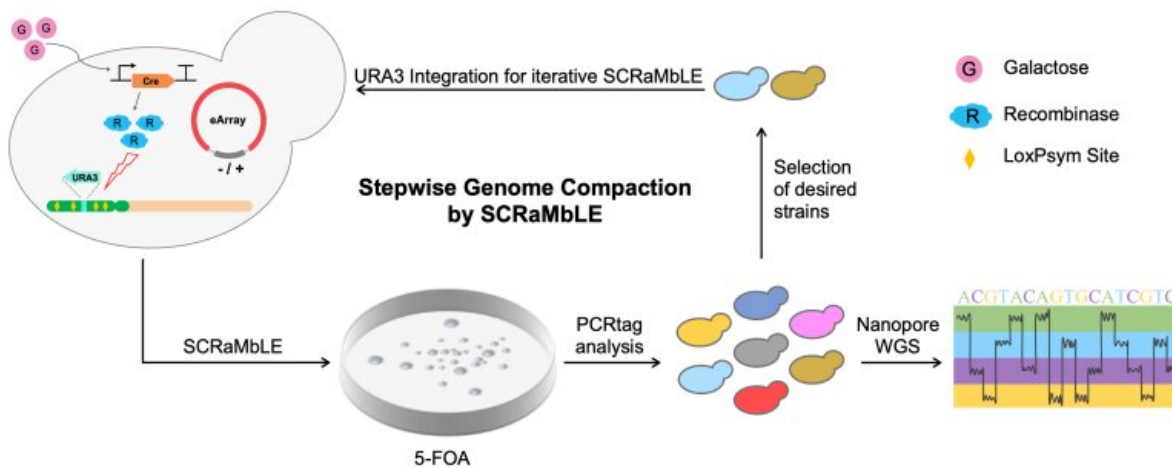 G
G
G
Cre
R
R
R
eArray
- / +
URA3
URA3 Integration for iterative SCRaMbLE
Stepwise Genome Compaction
by SCRaMbLE
Selection
of desired
strains
G Galactose
R Recombinase
LoxPsym Site
SCRaMbLE
5-FOA
PCRtag
analysis
Nanopore
WGS
ACGTACAGTGCATCGTC